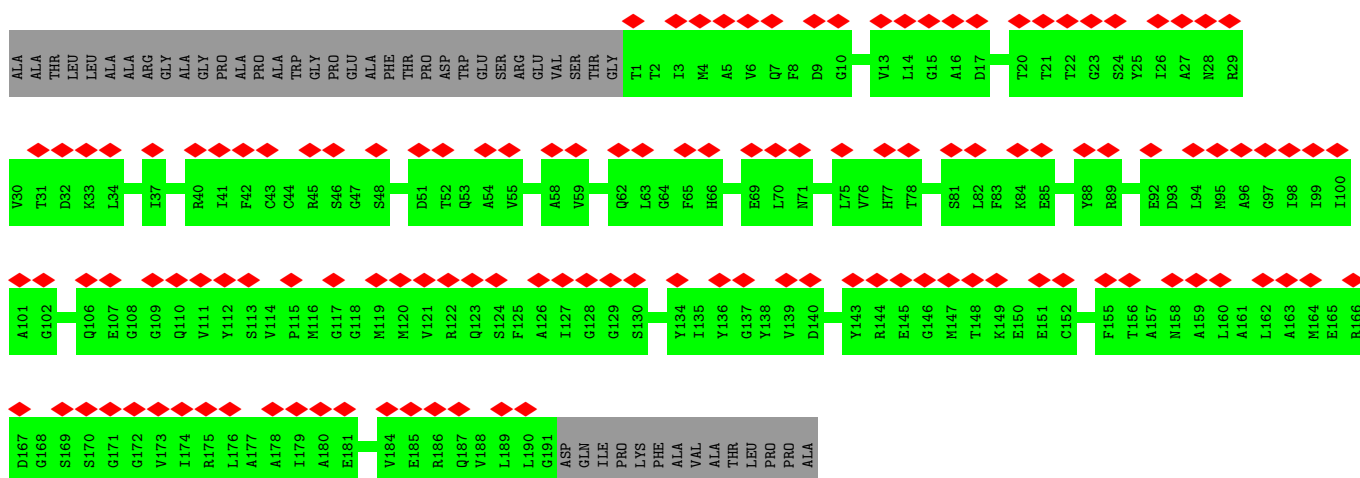 ALA ALA THR LEU LEU ALA ALA ARG GLY ALA GLY PRO ALA PRO ALA TRP GLY PRO GLU ALA PHE THR PRO ASP TRP GLU SER ARG GLU VAL SER THR GLY T1 T2 I3 M4 A5 V6 Q7 F8 D9 G10 V13 L14 G15 A16 D17 T20 T21 T22 G23 S24 Y25 I26 A27 N28 R29
V30 T31 D32 K33 L34 I37 R40 I41 F42 C43 C44 R45 S46 G47 S48 D51 T52 Q53 A54 V55 A58 V59 Q62 L63 G64 F65 H66 E69 L70 N71 L75 V76 H77 T78 S81 L82 F83 K84 E85 Y88 R89 E92 D93 L94 M95 A96 G97 I98 I99 I100
A101 G102 Q106 E107 G108 G109 Q110 V111 Y112 S113 V114 P115 M116 G117 G118 M119 M120 V121 R122 Q123 S124 F125 A126 I127 G128 G129 S130 Y134 I135 Y136 G137 Y138 V139 D140 Y143 R144 E145 G146 M147 T148 K149 E150 E151 C152 F155 T156 A157 N158 A159 L160 A161 L162 A163 M164 E165 R166
D167 G168 S169 S170 G171 G172 V173 I174 R175 L176 A177 A178 I179 A180 E181 V184 E185 R186 Q187 V188 L189 L190 G191 ASP GLN ILE PRO LYS PHE ALA VAL ALA THR LEU PRO PRO ALA